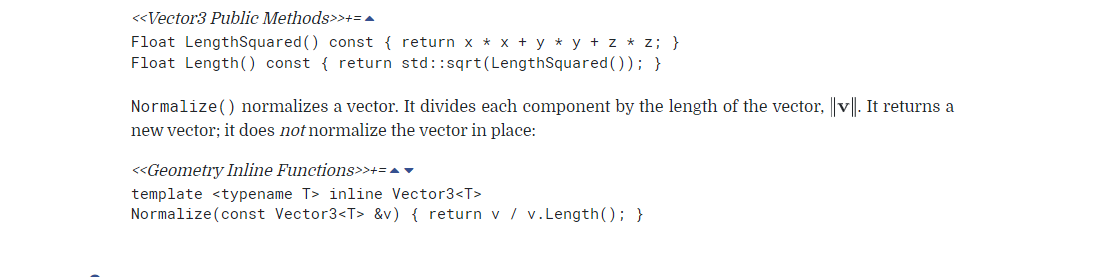 <<Vector3 Public Methods>>+= ▲
Float LengthSquared() const { return x * x + y * y + z * z; }
Float Length() const { return std::sqrt(LengthSquared()); }
Normalize() normalizes a vector. It divides each component by the length of the vector, ‖v‖. It returns a
new vector; it does not normalize the vector in place:
<<Geometry Inline Functions>>+= ▲ ▼
template <typename T> inline Vector3<T>
Normalize(const Vector3<T> &v) { return v / v.Length(); }